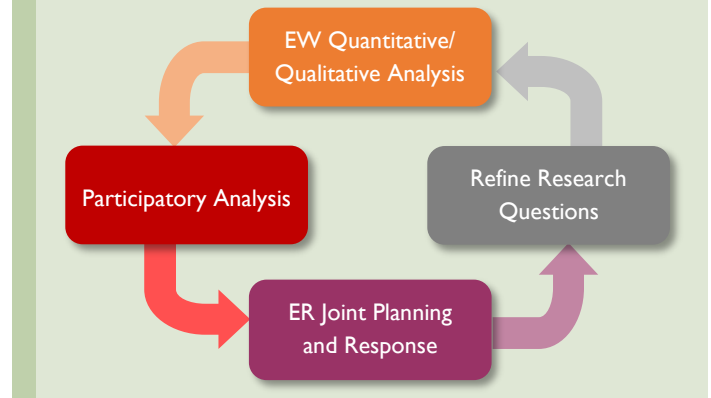 EW Quantitative/
Qualitative Analysis
Participatory Analysis
Refine Research
Questions
ER Joint Planning
and Response